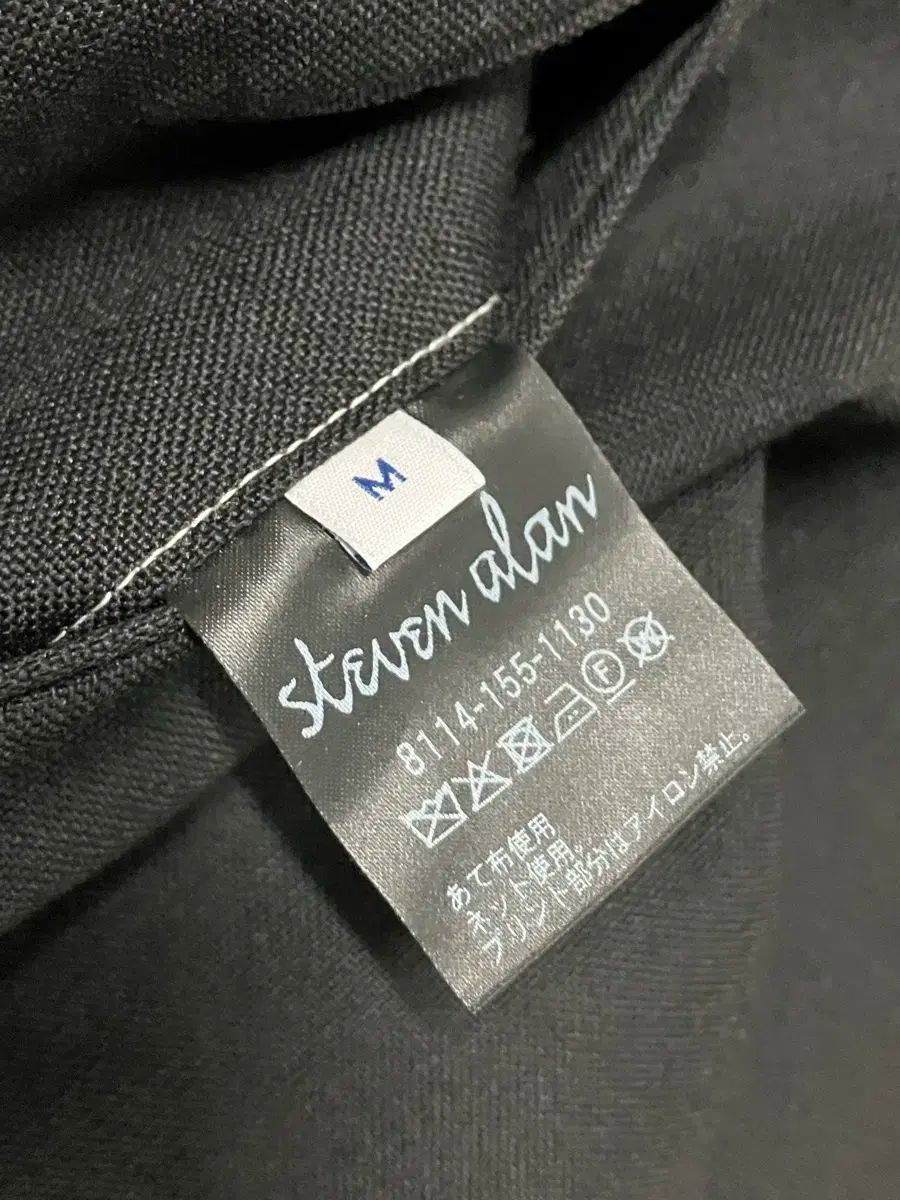 M
steven alan
8114-155-1130
F
W
あて布使用
ネット使用。
プリント部分はアイロン禁止。